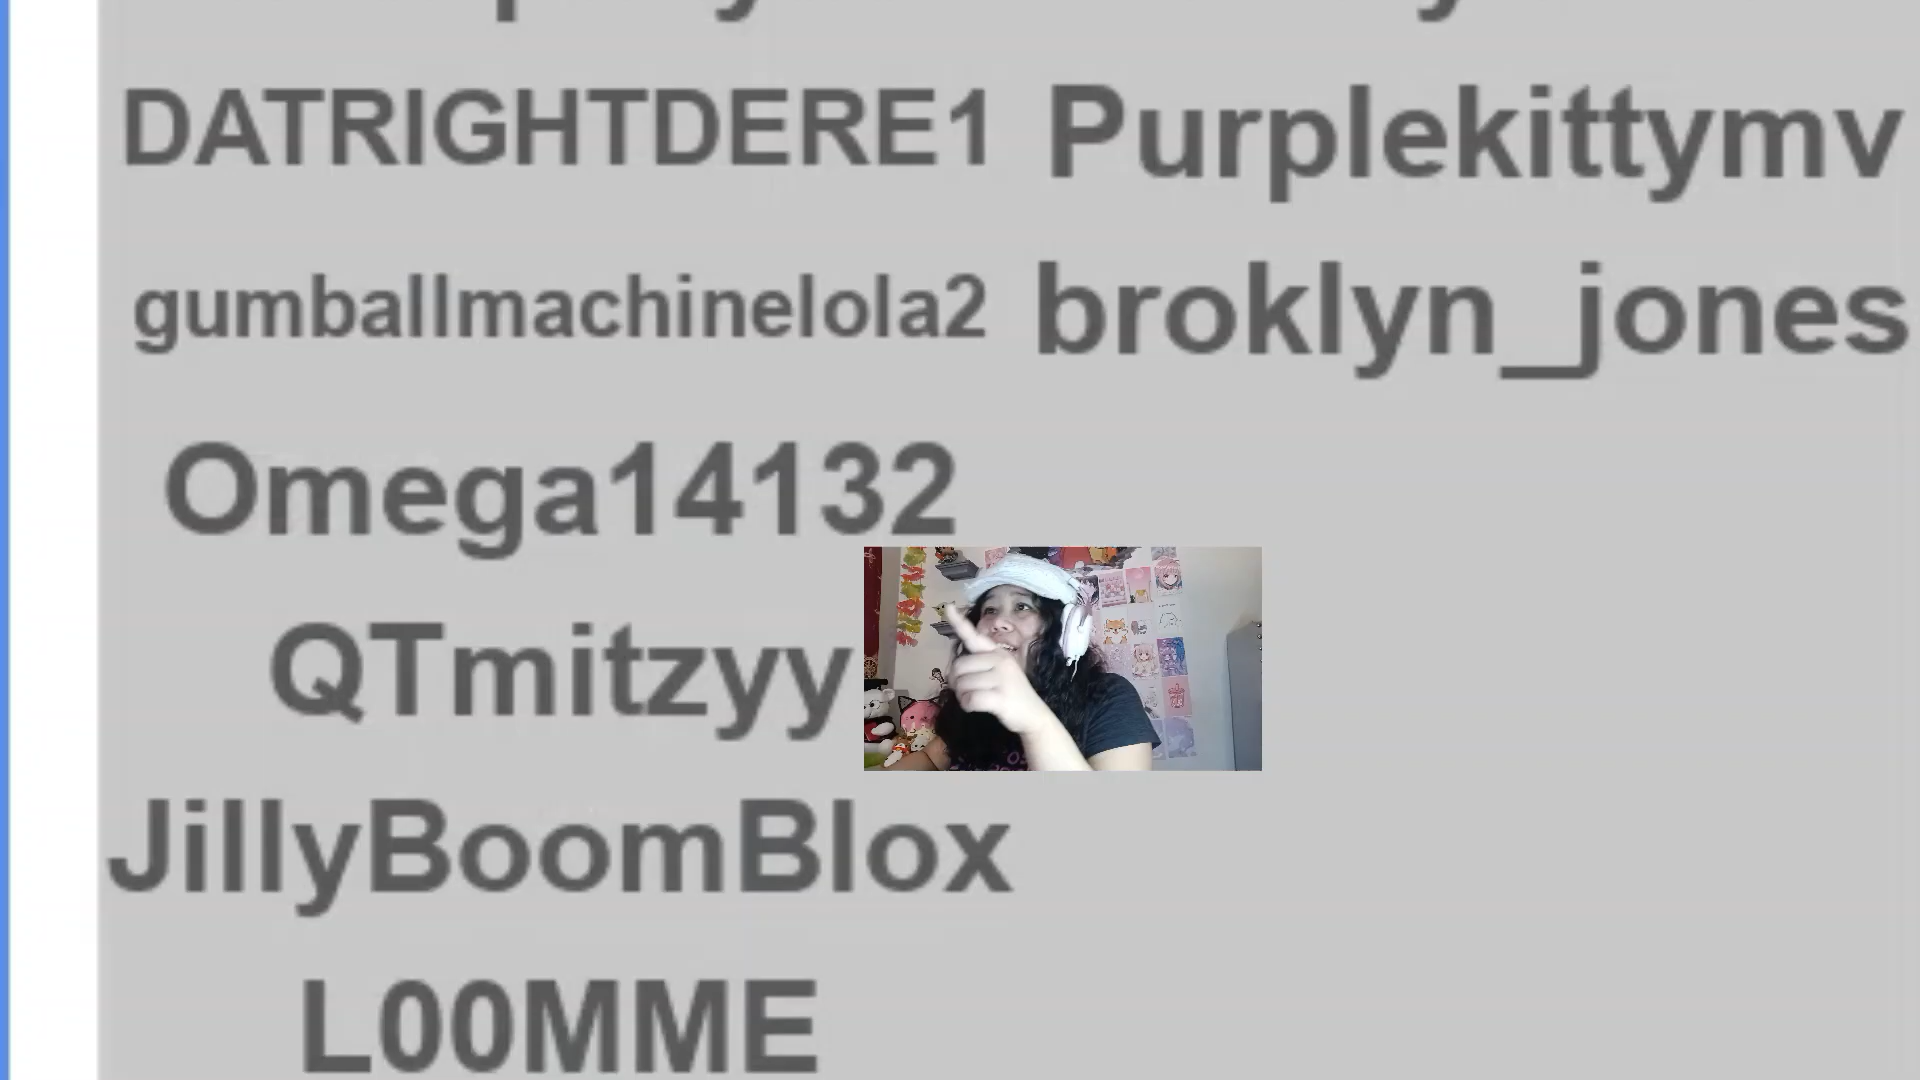 DATRIGHTDERE1 Purplekittymv
gumballmachinelola2 broklyn_jones
Omega14132
QTmitzyy
JillyBoomBlox
L00MME